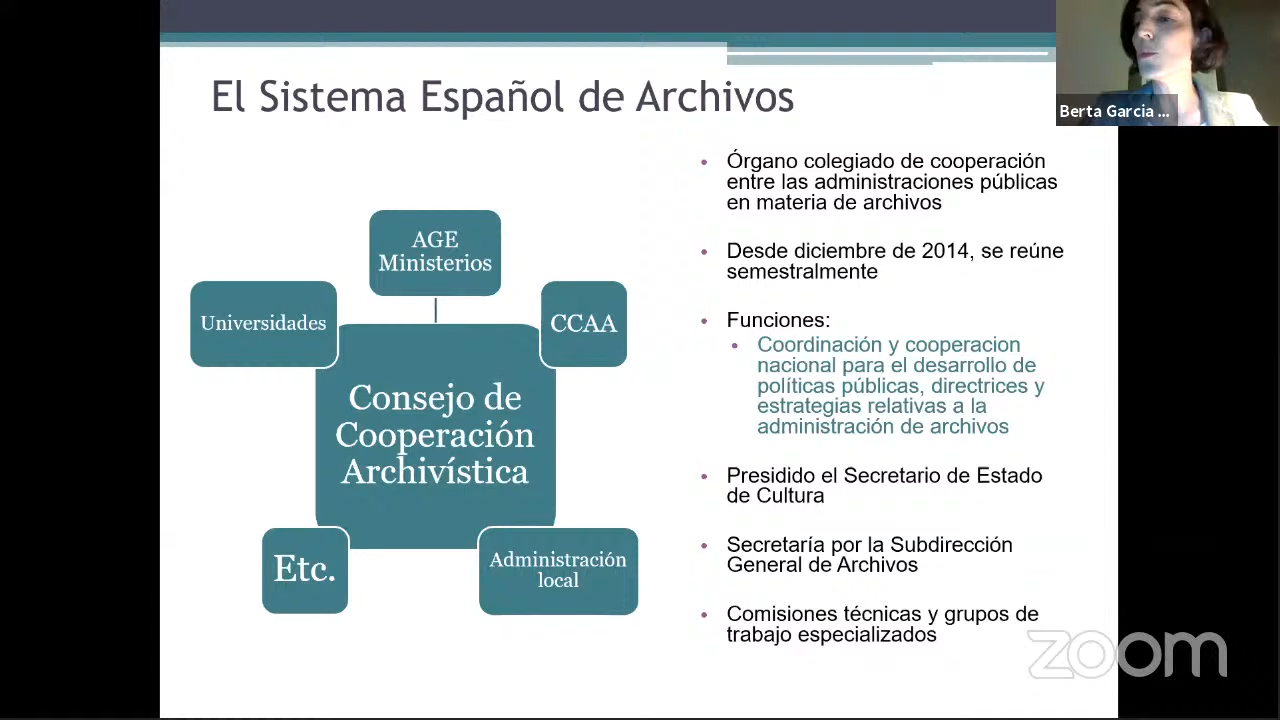 El Sistema Español de Archivos
Berta Garcia ...
AGE
Ministerios
Universidades
CCAA
Consejo de
Cooperación
Archivística
Etc.
Administración
local
• Órgano colegiado de cooperación
entre las administraciones públicas
en materia de archivos
• Desde diciembre de 2014, se reúne
semestralmente
• Funciones:
• Coordinación y cooperacion
nacional para el desarrollo de
políticas públicas, directrices y
estrategias relativas a la
administración de archivos
• Presidido el Secretario de Estado
de Cultura
• Secretaría por la Subdirección
General de Archivos
• Comisiones técnicas y grupos de
trabajo especializados
zoom